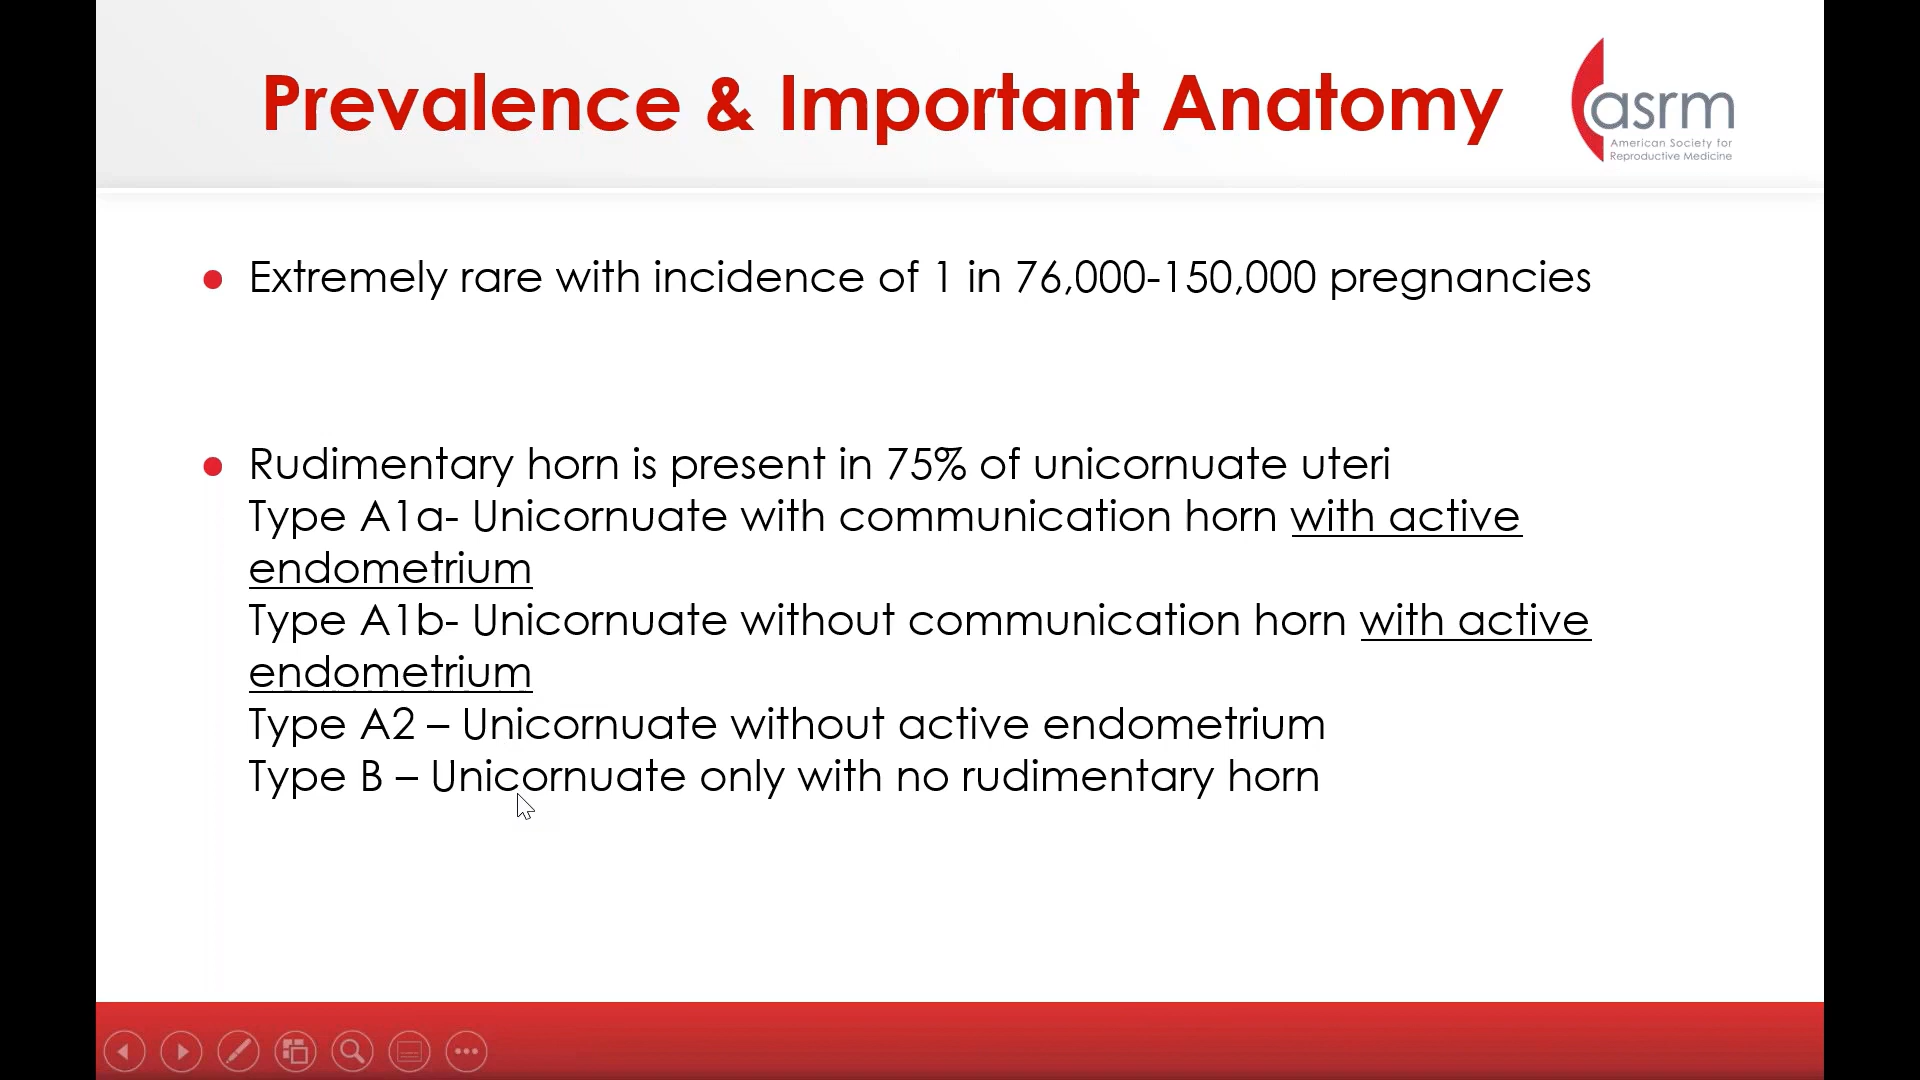 Prevalence & Important Anatomy
asrm
American Society for
Reproductive Medicine
Extremely rare with incidence of 1 in 76,000-150,000 pregnancies
Rudimentary horn is present in 75% of unicornuate uteri
Type A1a- Unicornuate with communication horn with active
endometrium
Type A1b- Unicornuate without communication horn with active
endometrium
Type A2 – Unicornuate without active endometrium
Type B – Unicornuate only with no rudimentary horn